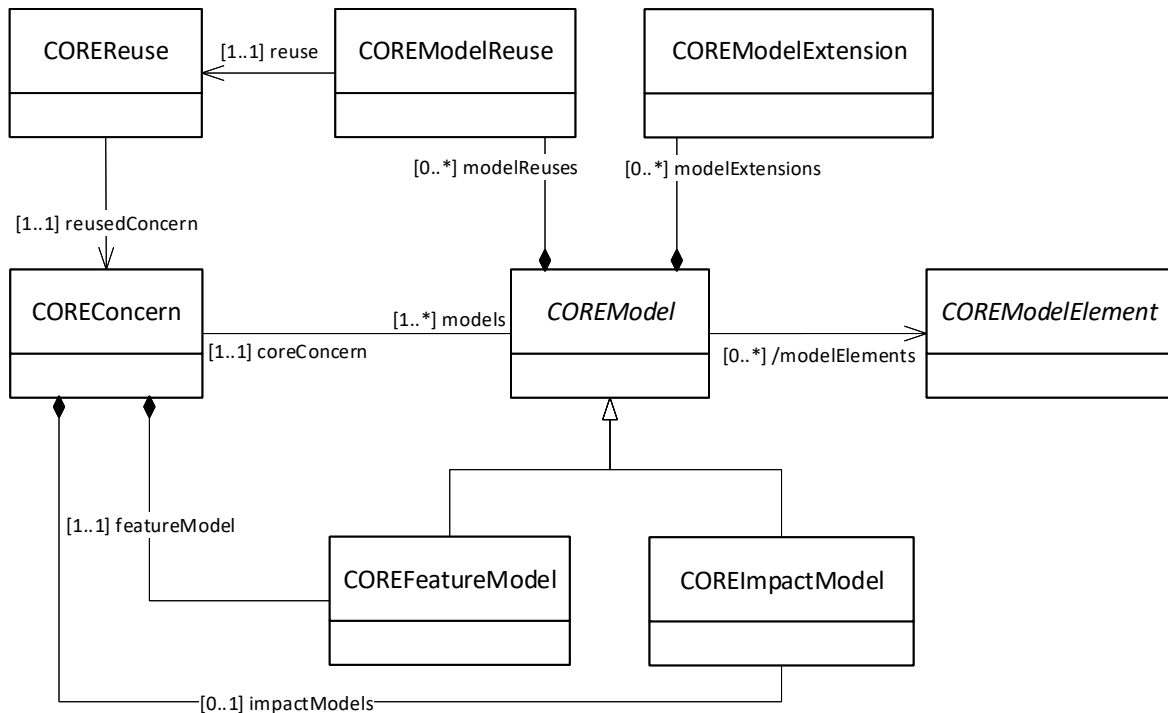 COREReuse
[1..1] reuse
COREModelReuse
COREModelExtension
[0..*] modelReuses
[0..*] modelExtensions
[1..1] reusedConcern
COREConcern
[1..*] models
[1..1] coreConcern
COREModel
[0..*] /modelElements
COREModelElement
[1..1] featureModel
COREFeatureModel
COREImpactModel
[0..1] impactModels